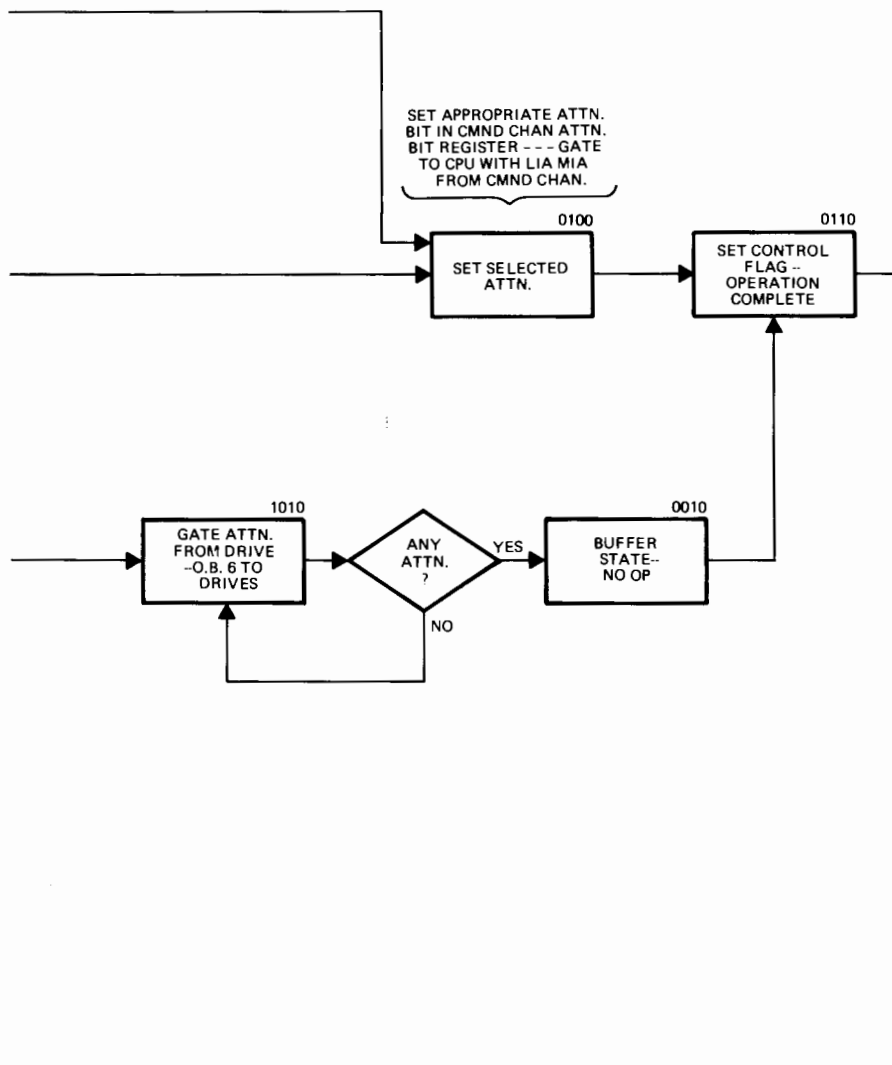 SET APPROPRIATE ATTN.
BIT IN CMND CHAN ATTN.
BIT REGISTER --- GATE
TO CPU WITH LIA MIA
FROM CMND CHAN.
0100
SET SELECTED
ATTN.
0110
SET CONTROL
FLAG --
OPERATION
COMPLETE
1010
GATE ATTN.
FROM DRIVE
--O.B. 6 TO
DRIVES
ANY
ATTN.
?
YES
NO
0010
BUFFER
STATE--
NO OP